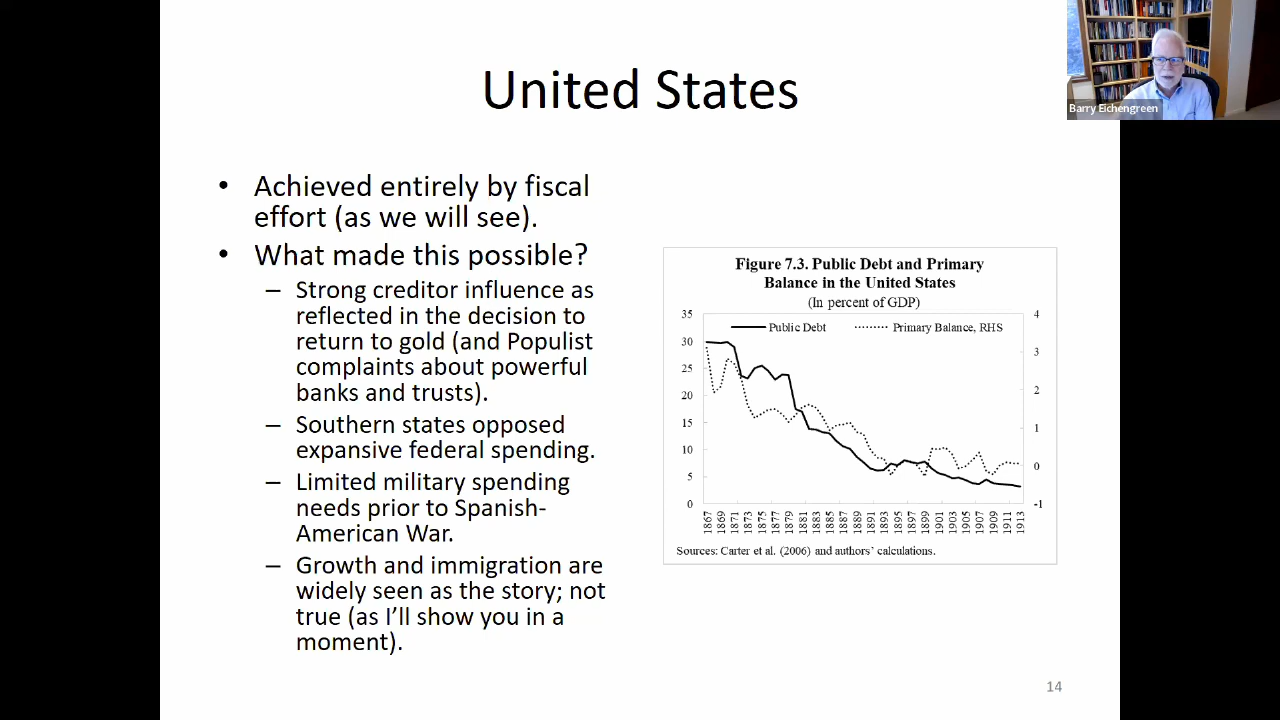 Barry Eichengreen
United States
• Achieved entirely by fiscal
effort (as we will see).
• What made this possible?
– Strong creditor influence as
reflected in the decision to
return to gold (and Populist
complaints about powerful
banks and trusts).
– Southern states opposed
expansive federal spending.
– Limited military spending
needs prior to Spanish-
American War.
– Growth and immigration are
widely seen as the story; not
true (as I'll show you in a
moment).
Figure 7.3. Public Debt and Primary
Balance in the United States
(In percent of GDP)
Public Debt
Primary Balance, RHS
35
30
25
20
15
10
5
0
4
3
2
1
0
-1
1867
1869
1871
1873
1875
1877
1879
1881
1883
1885
1887
1889
1891
1893
1895
1897
1899
1901
1903
1905
1907
1909
1911
1913
Sources: Carter et al. (2006) and authors' calculations.
14